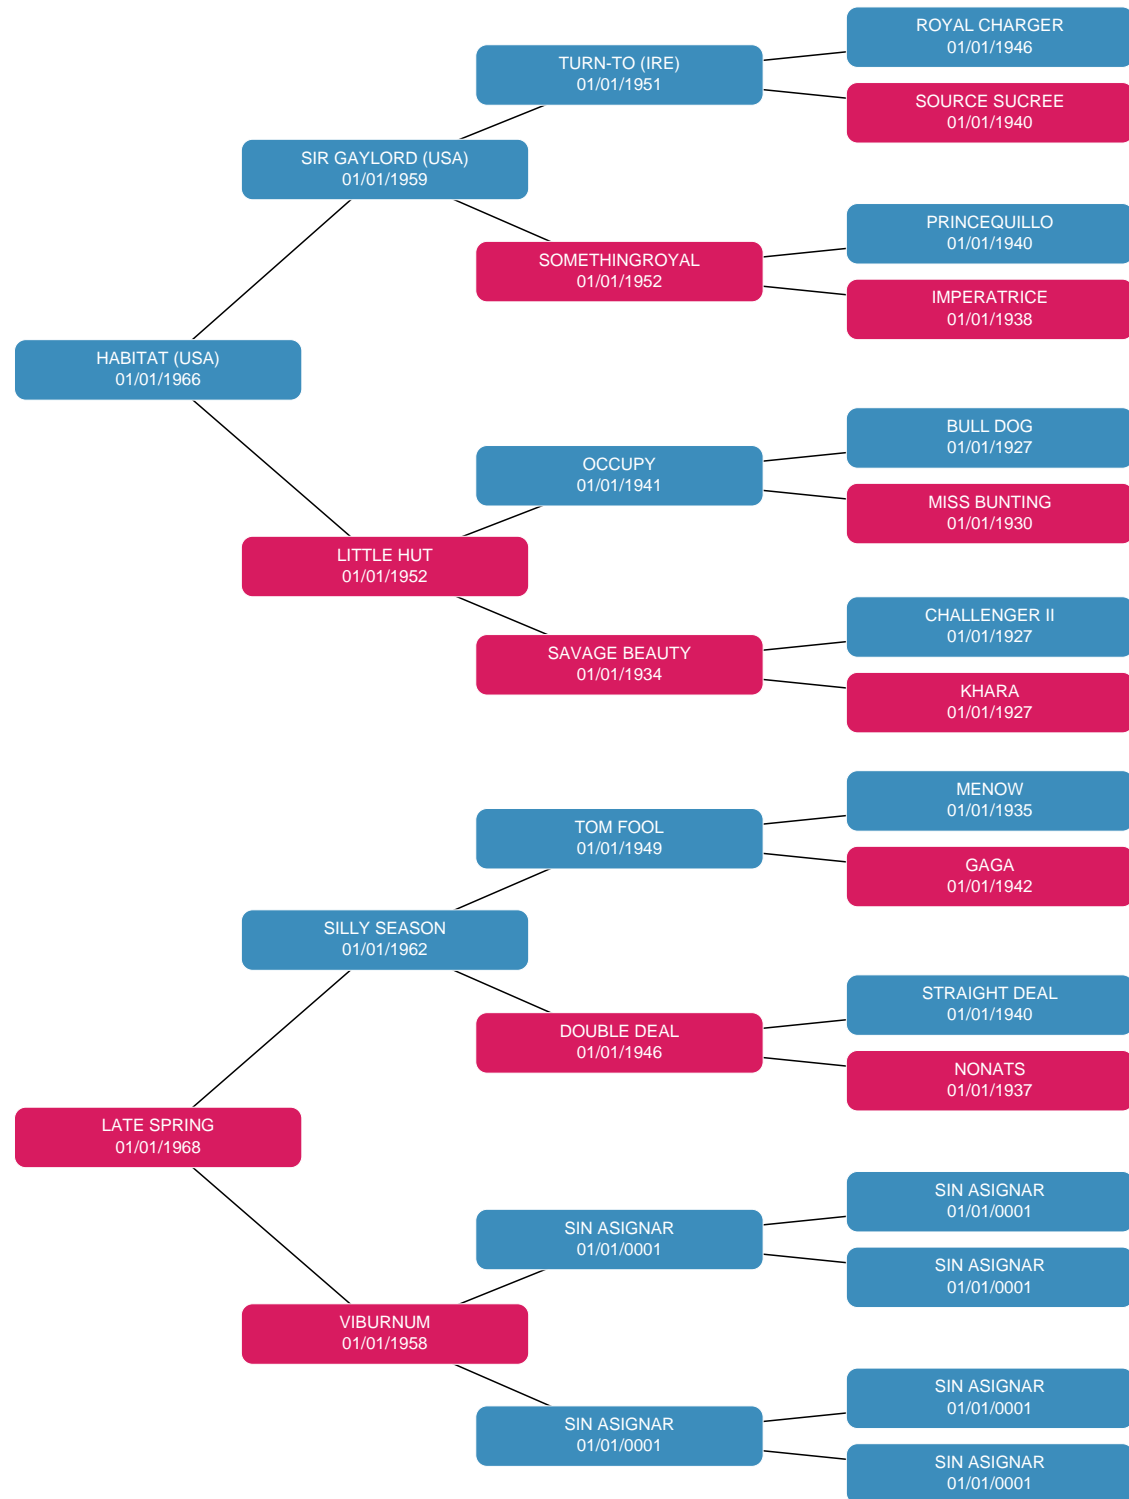 ROYAL CHARGER
01/01/1946
TURN-TO (IRE)
01/01/1951
SOURCE SUCREE
01/01/1940
SIR GAYLORD (USA)
01/01/1959
PRINCEQUILLO
01/01/1940
SOMETHINGROYAL
01/01/1952
IMPERATRICE
01/01/1938
HABITAT (USA)
01/01/1966
BULL DOG
01/01/1927
OCCUPY
01/01/1941
MISS BUNTING
01/01/1930
LITTLE HUT
01/01/1952
CHALLENGER II
01/01/1927
SAVAGE BEAUTY
01/01/1934
KHARA
01/01/1927
MENOW
01/01/1935
TOM FOOL
01/01/1949
GAGA
01/01/1942
SILLY SEASON
01/01/1962
STRAIGHT DEAL
01/01/1940
DOUBLE DEAL
01/01/1946
NONATS
01/01/1937
LATE SPRING
01/01/1968
SIN ASIGNAR
01/01/0001
SIN ASIGNAR
01/01/0001
SIN ASIGNAR
01/01/0001
VIBURNUM
01/01/1958
SIN ASIGNAR
01/01/0001
SIN ASIGNAR
01/01/0001
SIN ASIGNAR
01/01/0001